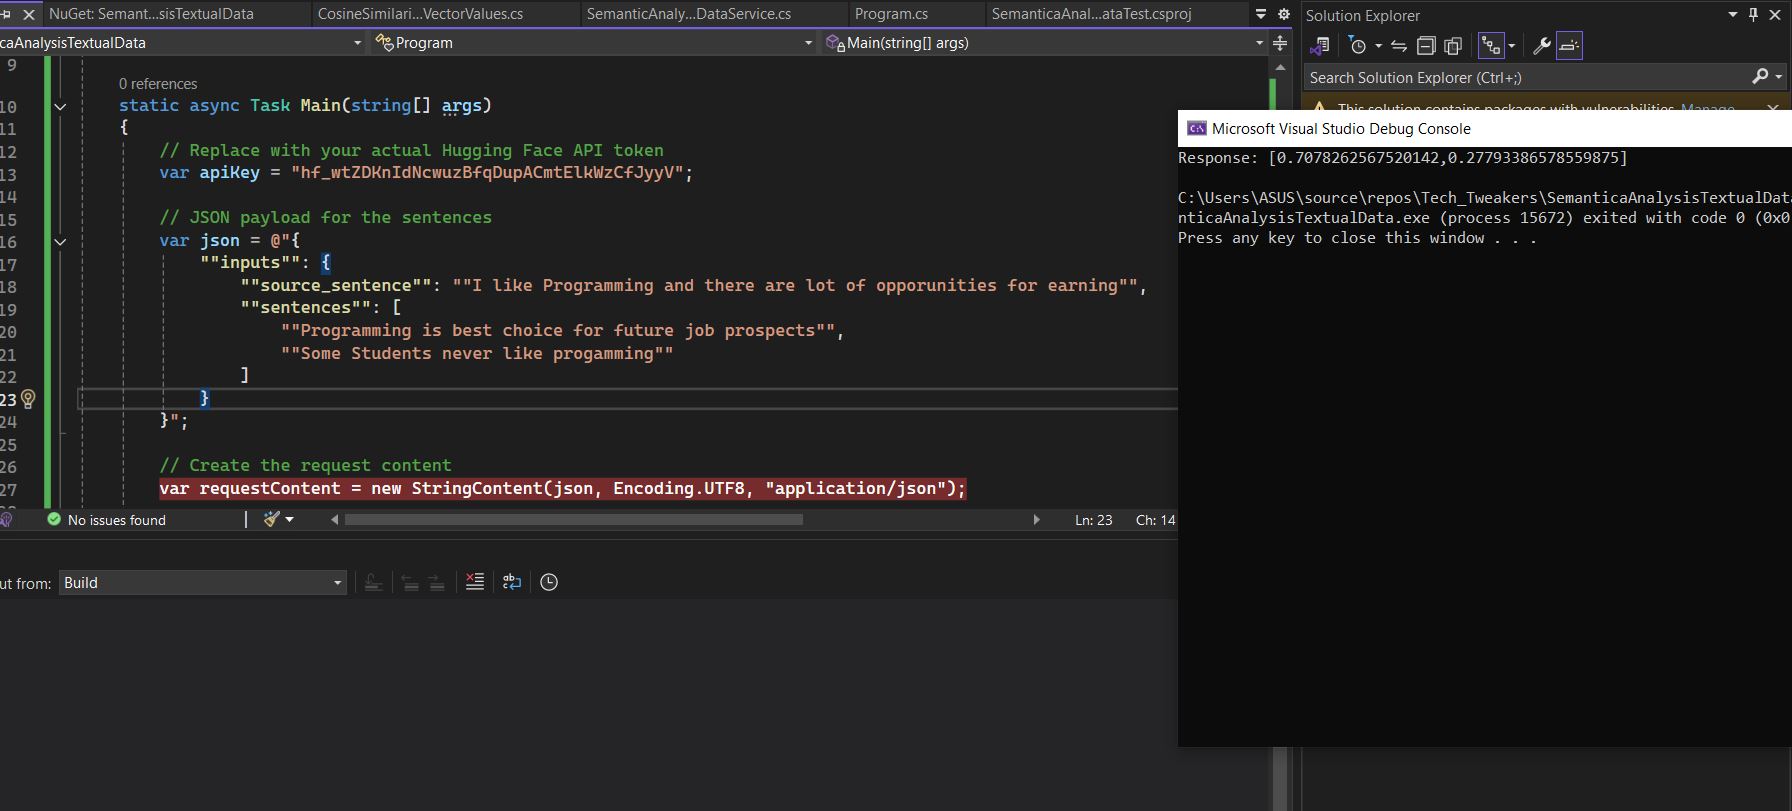 NuGet: Semant...sisTextualData
CosineSimilari...VectorValues.cs
SemanticAnaly...DataService.cs
Program.cs
SemanticaAnal...ataTest.csproj
caAnalysisTextualData
Program
Main(string[] args)
9
0 references
10 static async Task Main(string[] args)
11 {
12 // Replace with your actual Hugging Face API token
13 var apiKey = "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";
14
15 // JSON payload for the sentences
16 var json = @"{
17 ""inputs"": {
18 ""source_sentence"": ""I like Programming and there are lot of opporunities for earning"",
19 ""sentences"": [
20 ""Programming is best choice for future job prospects"",
21 ""Some Students never like progamming""
22 ]
23 }
24 }";
25
26 // Create the request content
27 var requestContent = new StringContent(json, Encoding.UTF8, "application/json");
No issues found
Ln: 23 Ch: 14
ut from: Build
Solution Explorer
Search Solution Explorer (Ctrl+;)
This solution contains packages with vulnerabilities. Manage
Microsoft Visual Studio Debug Console
Response: [0.7078262567520142,0.27793386578559875]
C:\Users\ASUS\source\repos\Tech_Tweakers\SemanticaAnalysisTextualDat
nticaAnalysisTextualData.exe (process 15672) exited with code 0 (0x0
Press any key to close this window . . .